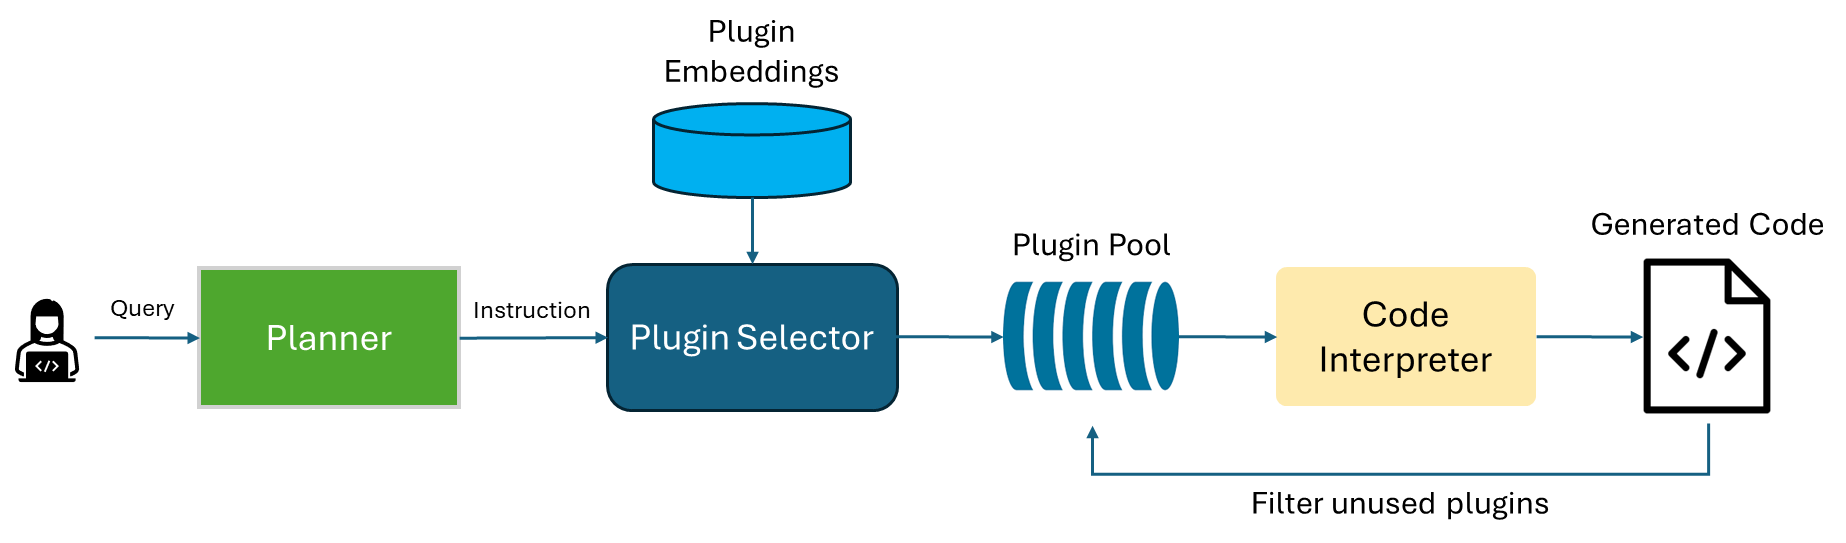 Plugin
Embeddings
Query
Planner
Instruction
Plugin Selector
Plugin Pool
Code
Interpreter
Generated Code
</>
</>
Filter unused plugins